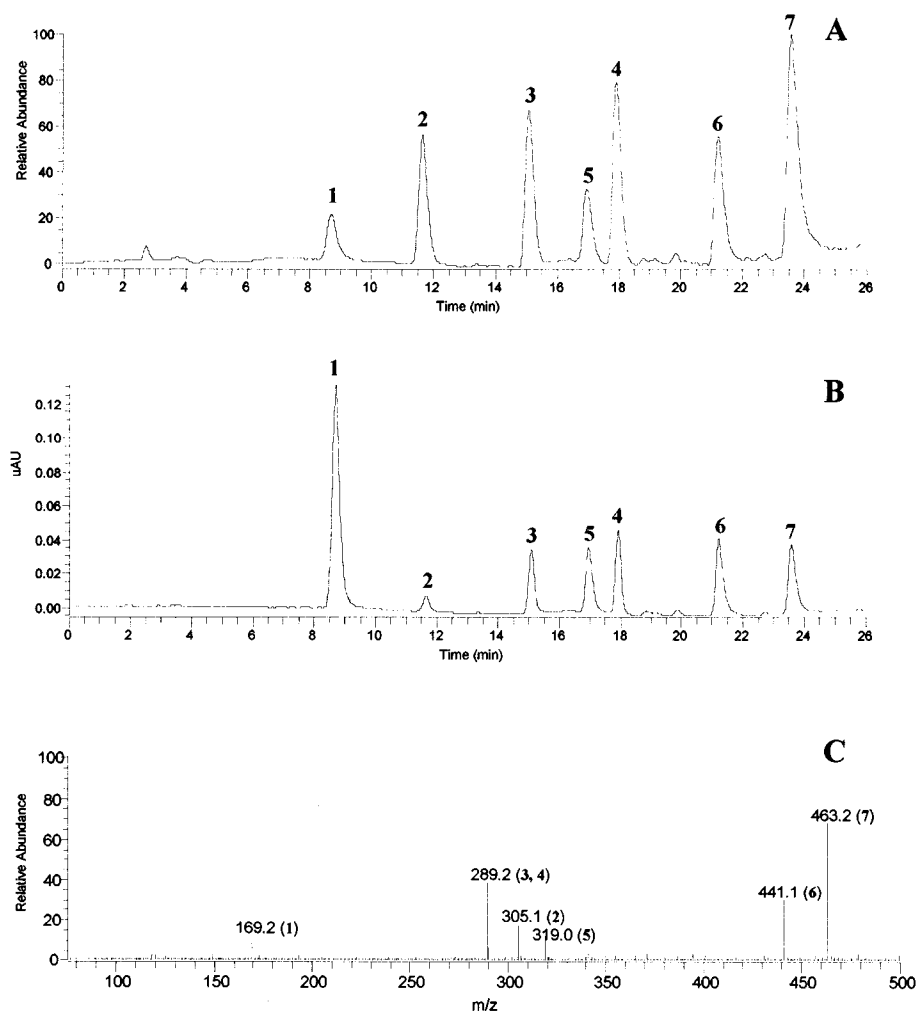 A
7
4
3
2
6
5
1
100
80
60
40
20
0
Relative Abundance
0 2 4 6 8 10 12 14 16 18 20 22 24 26
Time (min)
B
1
2
3
5
4
6
7
0.12
0.10
0.08
0.06
0.04
0.02
0.00
uAU
0 2 4 6 8 10 12 14 16 18 20 22 24 26
Time (min)
C
100
80
60
40
20
0
Relative Abundance
463.2 (7)
289.2 (3, 4)
441.1 (6)
305.1 (2)
169.2 (1)
319.0 (5)
100 150 200 250 300 350 400 450 500
m/z